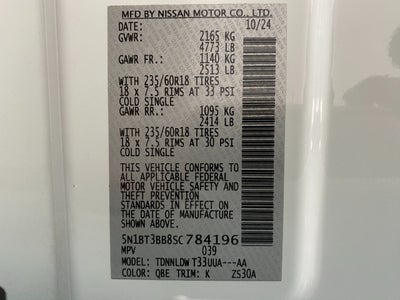 MFD BY NISSAN MOTOR CO., LTD.
DATE: 10/24
GVWR: 2165 KG
4773 LB
GAWR FR.: 1140 KG
2513 LB
WITH 235/60R18 TIRES
18 x 7.5 RIMS AT 33 PSI
COLD SINGLE
GAWR RR.: 1095 KG
2414 LB
WITH 235/60R18 TIRES
18 x 7.5 RIMS AT 30 PSI
COLD SINGLE
THIS VEHICLE CONFORMS TO
ALL APPLICABLE FEDERAL
MOTOR VEHICLE SAFETY AND
THEFT PREVENTION
STANDARDS IN EFFECT ON
THE DATE OF MANUFACTURE
SHOWN ABOVE.
5N1BT3BB8SC784196
MPV 039
MODEL: TDNNLDW T33UUA---AA
COLOR: QBE TRIM: K ZS30A